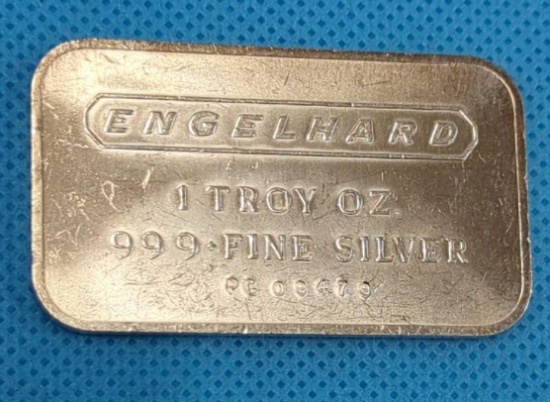 ENGELHARD
1 TROY OZ.
999·FINE SILVER